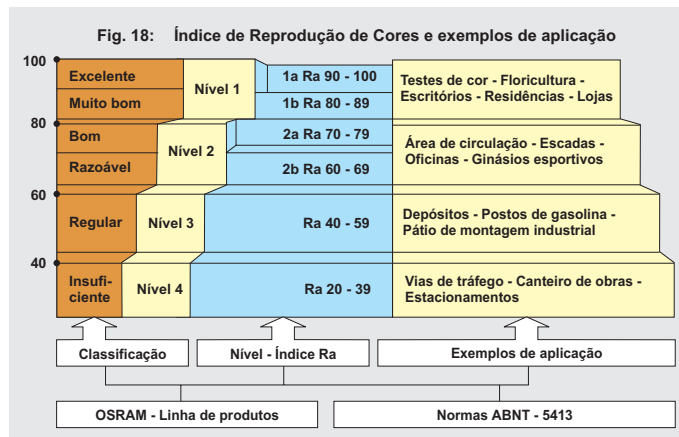 Fig. 18: Índice de Reprodução de Cores e exemplos de aplicação
100
Excelente
Nível 1
1a Ra 90 - 100
Testes de cor - Floricultura -
Escritórios - Residências - Lojas
90
Muito bom
1b Ra 80 - 89
80
Bom
Nível 2
2a Ra 70 - 79
Área de circulação - Escadas -
Oficinas - Ginásios esportivos
Razoável
2b Ra 60 - 69
60
Regular
Nível 3
Ra 40 - 59
Depósitos - Postos de gasolina -
Pátio de montagem industrial
40
Insufi-
ciente
Nível 4
Ra 20 - 39
Vias de tráfego - Canteiro de obras -
Estacionamentos
Classificação
Nível - Índice Ra
Exemplos de aplicação
OSRAM - Linha de produtos
Normas ABNT - 5413